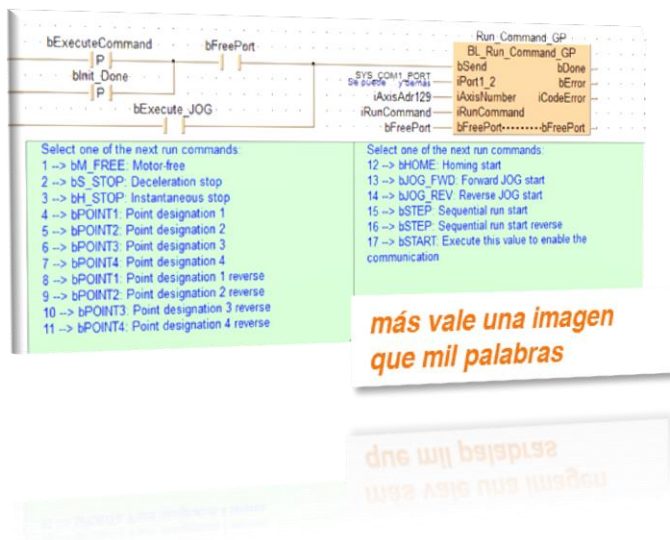 Run_Command_GP
bExecuteCommand
bFreePort
BL_Run_Command_GP
P
bSend bDone
bInit_Done
SYS_COM1_PORT
Se puede y demás
iPort1_2 bError
P
iAxisAdr129 iAxisNumber iCodeError
bExecute_JOG
iRunCommand iRunCommand
bFreePort bFreePort bFreePort
Select one of the next run commands:
1 --> bM_FREE: Motor-free
2 --> bS_STOP: Deceleration stop
3 --> bH_STOP: Instantaneous stop
4 --> bPOINT1: Point designation 1
5 --> bPOINT2: Point designation 2
6 --> bPOINT3: Point designation 3
7 --> bPOINT4: Point designation 4
8 --> bPOINT1: Point designation 1 reverse
9 --> bPOINT2: Point designation 2 reverse
10 --> bPOINT3: Point designation 3 reverse
11 --> bPOINT4: Point designation 4 reverse
Select one of the next run commands:
12 --> bHOME: Homing start
13 --> bJOG_FWD: Forward JOG start
14 --> bJOG_REV: Reverse JOG start
15 --> bSTEP: Sequential run start
16 --> bSTEP: Sequential run start reverse
17 --> bSTART: Execute this value to enable the
communication
más vale una imagen
que mil palabras